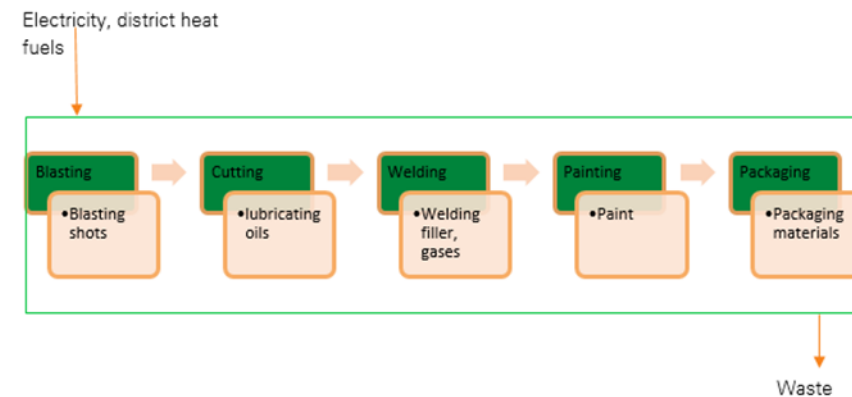 Electricity, district heat
fuels
Blasting
Cutting
Welding
Painting
Packaging
•Blasting
shots
•lubricating
oils
•Welding
filler,
gases
•Paint
•Packaging
materials
Waste